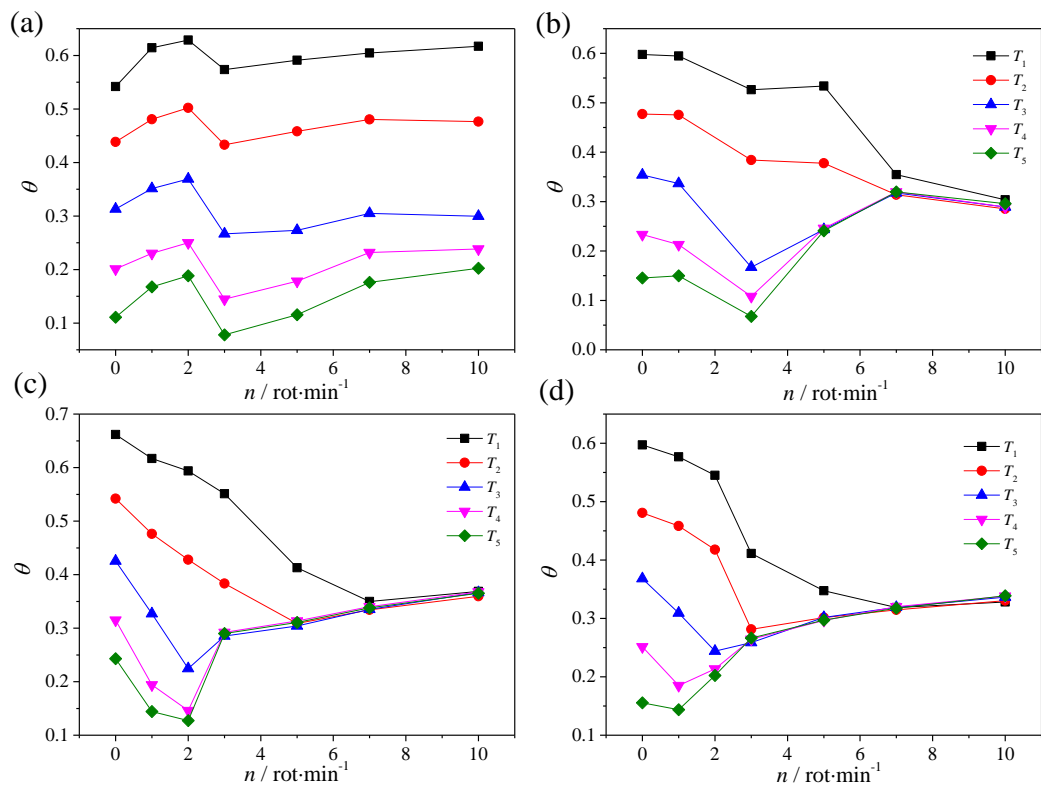 (a)
θ
0.6
0.5
0.4
0.3
0.2
0.1
0 2 4 6 8 10
n / rot·min⁻¹
(b)
θ
0.6
0.5
0.4
0.3
0.2
0.1
0.0
0 2 4 6 8 10
n / rot·min⁻¹
T₁
T₂
T₃
T₄
T₅
(c)
θ
0.7
0.6
0.5
0.4
0.3
0.2
0.1
0 2 4 6 8 10
n / rot·min⁻¹
T₁
T₂
T₃
T₄
T₅
(d)
θ
0.6
0.5
0.4
0.3
0.2
0.1
0 2 4 6 8 10
n / rot·min⁻¹
T₁
T₂
T₃
T₄
T₅